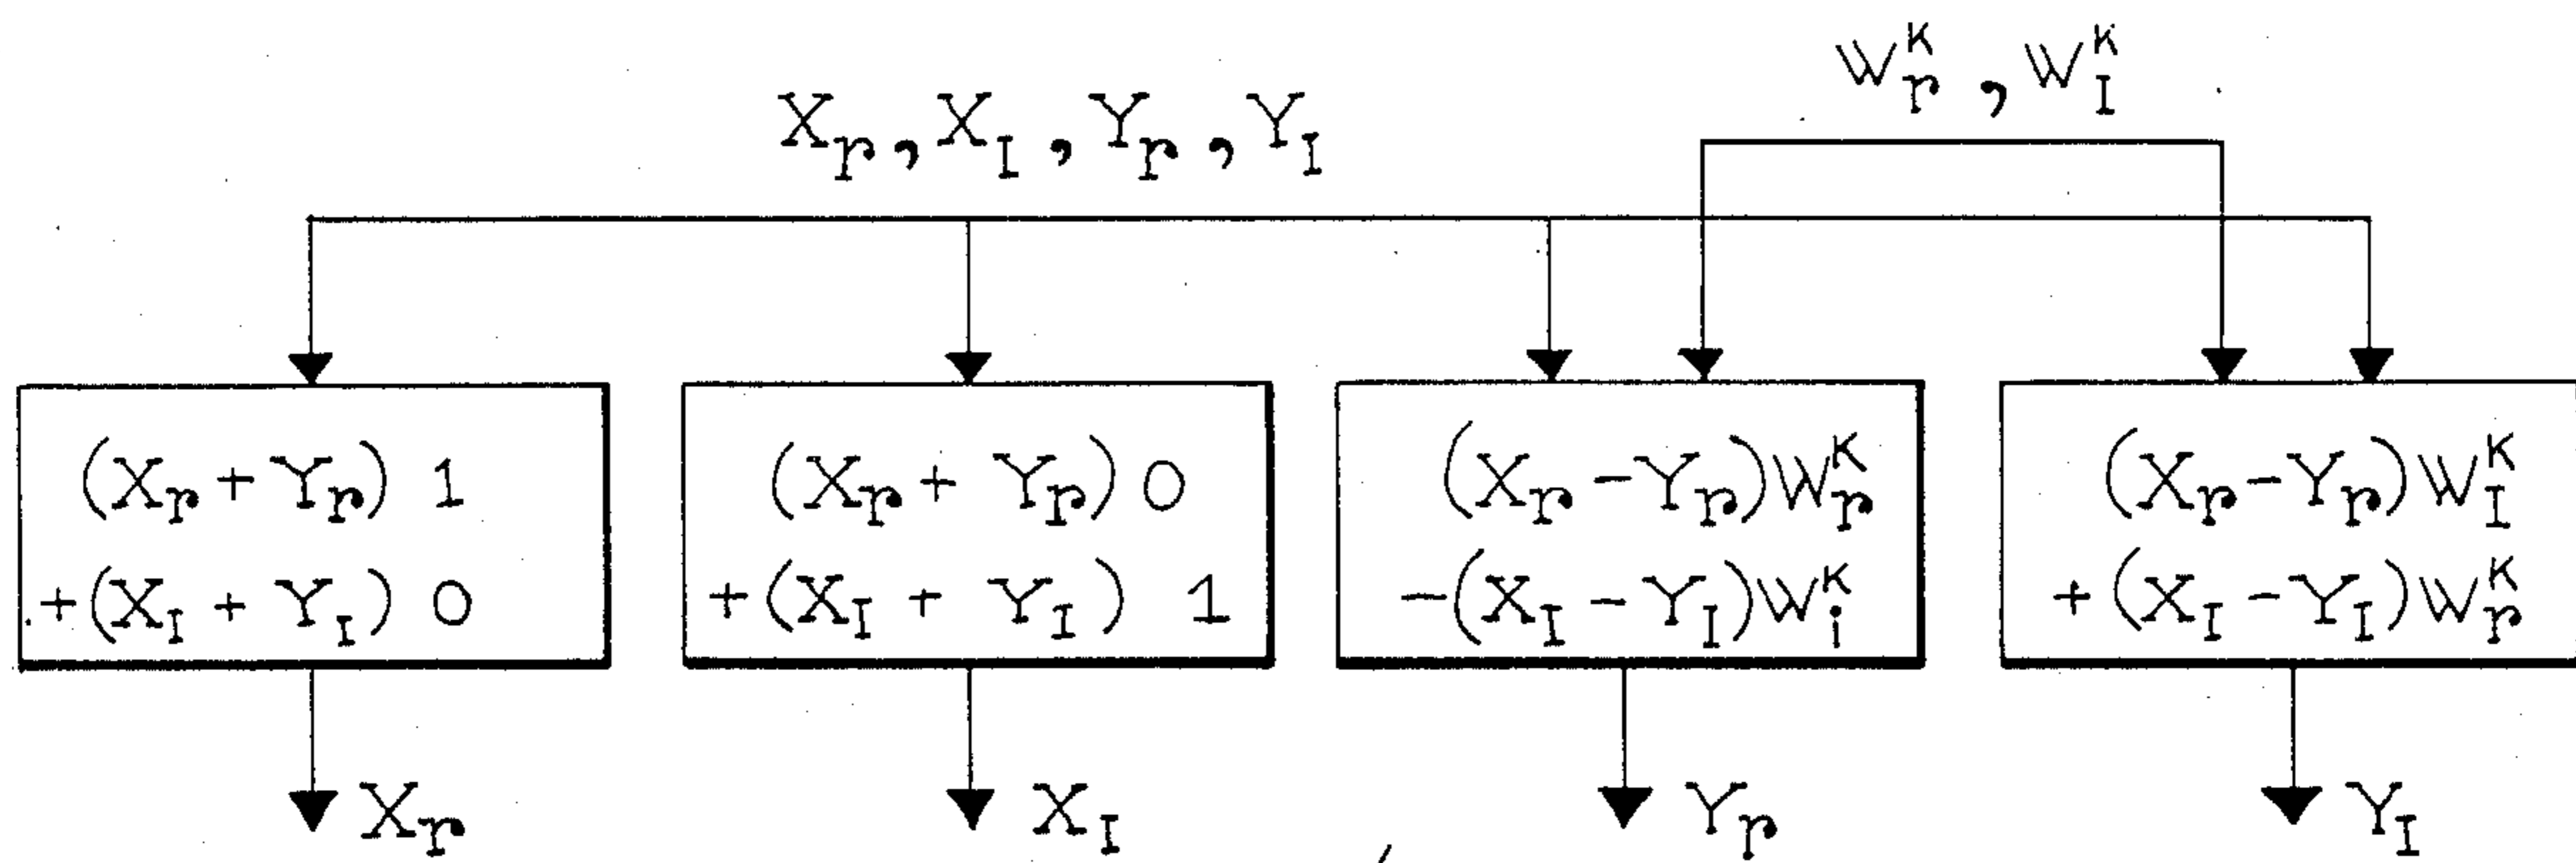 W_r^K , W_I^K
X_r , X_I , Y_r , Y_I
(X_r + Y_r) 1
+(X_I + Y_I) 0
(X_r + Y_r) 0
+(X_I + Y_I) 1
(X_r - Y_r)W_r^K
-(X_I - Y_I)W_i^K
(X_r - Y_r)W_I^K
+ (X_I - Y_I)W_r^K
X_r
X_I
Y_r
Y_I